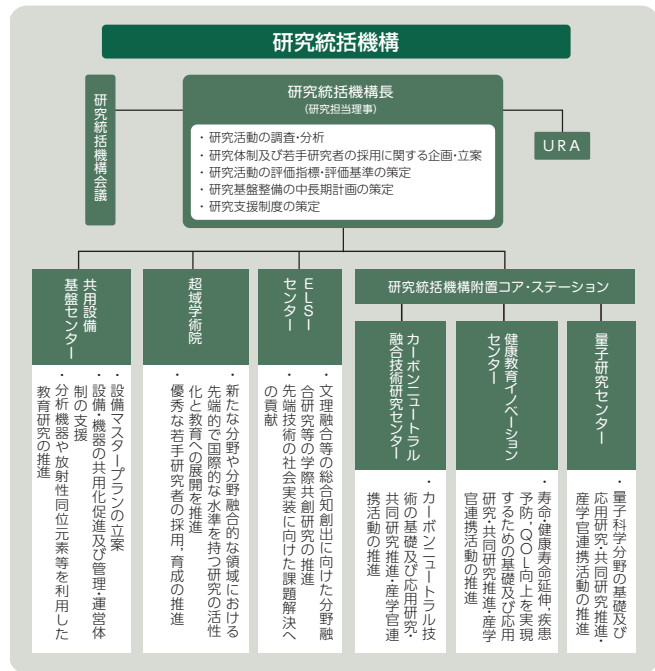 研究統括機構
研究統括機構会議
研究統括機構長
(研究担当理事)
・ 研究活動の調査・分析
・ 研究体制及び若手研究者の採用に関する企画・立案
・ 研究活動の評価指標・評価基準の策定
・ 研究基盤整備の中長期計画の策定
・ 研究支援制度の策定
URA
共用設備
基盤センター
・設備マスタープランの立案
・設備・機器の共用化促進及び管理・運営体
制の支援
・分析機器や放射性同位元素等を利用した
教育研究の推進
超域学術院
・新たな分野や分野融合的な領域における
先端的で国際的な水準を持つ研究の活性
化と教育への展開を推進
・優秀な若手研究者の採用、育成の推進
ELSI
センター
・文理融合等の総合知創出に向けた分野融
合研究等の学際共創研究の推進
・先端技術の社会実装に向けた課題解決へ
の貢献
研究統括機構附置コア・ステーション
カーボンニュートラル
融合技術研究センター
・カーボンニュートラル技
術の基礎及び応用研究・
共同研究推進・産学官連
携活動の推進
健康教育イノベーション
センター
・寿命・健康寿命延伸、疾患
予防、QOL向上を実現
するための基礎及び応用
研究・共同研究推進・産学
官連携活動の推進
量子研究センター
・量子科学分野の基礎及び
応用研究・共同研究推進・
産学官連携活動の推進